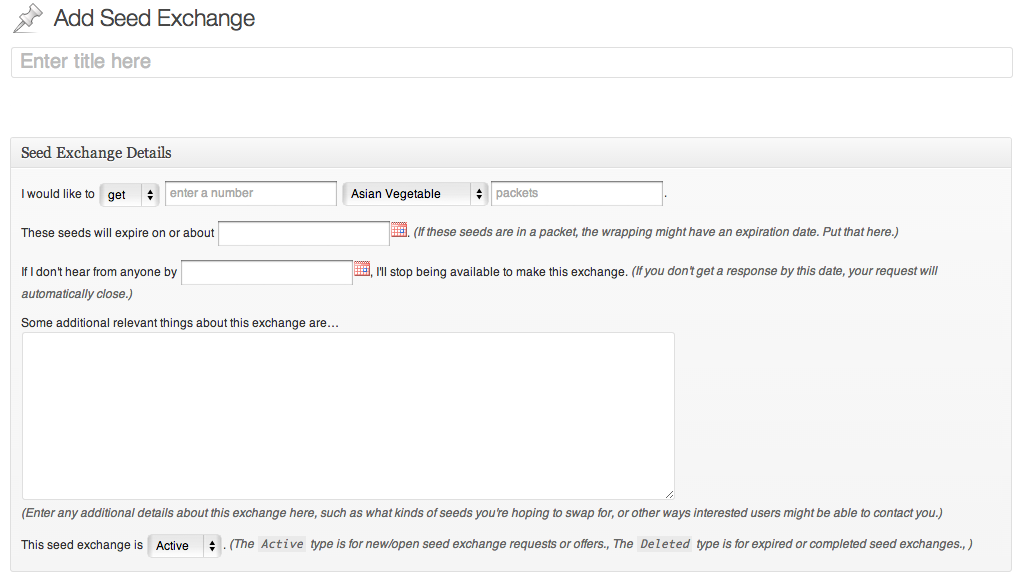 Add Seed Exchange
Enter title here
Seed Exchange Details
I would like to get enter a number Asian Vegetable packets .
These seeds will expire on or about . (If these seeds are in a packet, the wrapping might have an expiration date. Put that here.)
If I don't hear from anyone by , I'll stop being available to make this exchange. (If you don't get a response by this date, your request will
automatically close.)
Some additional relevant things about this exchange are…
(Enter any additional details about this exchange here, such as what kinds of seeds you're hoping to swap for, or other ways interested users might be able to contact you.)
This seed exchange is Active . (The Active type is for new/open seed exchange requests or offers., The Deleted type is for expired or completed seed exchanges., )